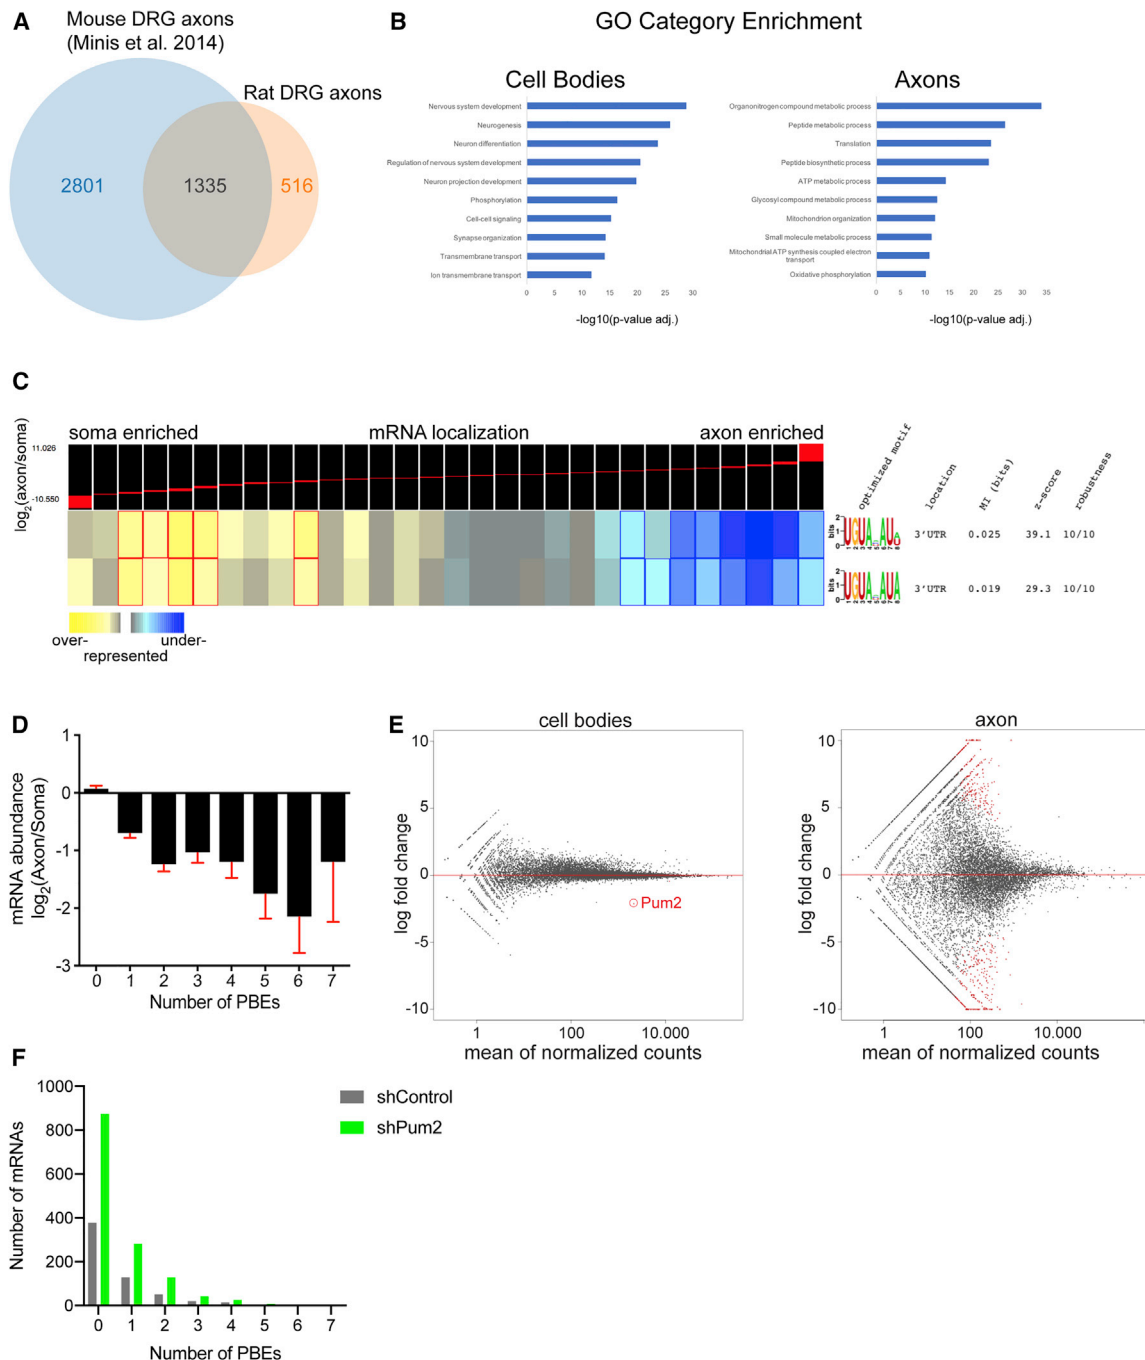 A
Mouse DRG axons
(Minis et al. 2014)
Rat DRG axons
2801
1335
516
B
GO Category Enrichment
Cell Bodies
Nervous system development
Neurogenesis
Neuron differentiation
Regulation of nervous system development
Neuron projection development
Phosphorylation
Cell-cell signaling
Synapse organization
Transmembrane transport
Ion transmembrane transport
0 5 10 15 20 25 30
-log10(p-value adj.)
Axons
Organonitrogen compound metabolic process
Peptide metabolic process
Translation
Peptide biosynthetic process
ATP metabolic process
Glycosyl compound metabolic process
Mitochondrion organization
Small molecule metabolic process
Mitochondrial ATP synthesis coupled electron
transport
Oxidative phosphorylation
0 5 10 15 20 25 30 35
-log10(p-value adj.)
C
soma enriched
mRNA localization
axon enriched
log2(axon/soma)
11.026
-10.550
optimized motif
location
MI (bits)
z-score
robustness
3'UTR 0.025 39.1 10/10
3'UTR 0.019 29.3 10/10
over-
under-
represented
D
mRNA abundance
log2(Axon/Soma)
1
0
-1
-2
-3
0 1 2 3 4 5 6 7
Number of PBEs
E
cell bodies
log fold change
10
5
0
-5
-10
Pum2
1 100 10.000
mean of normalized counts
axon
log fold change
10
5
0
-5
-10
1 100 10.000
mean of normalized counts
F
Number of mRNAs
1000
800
600
400
200
0
0 1 2 3 4 5 6 7
Number of PBEs
shControl
shPum2